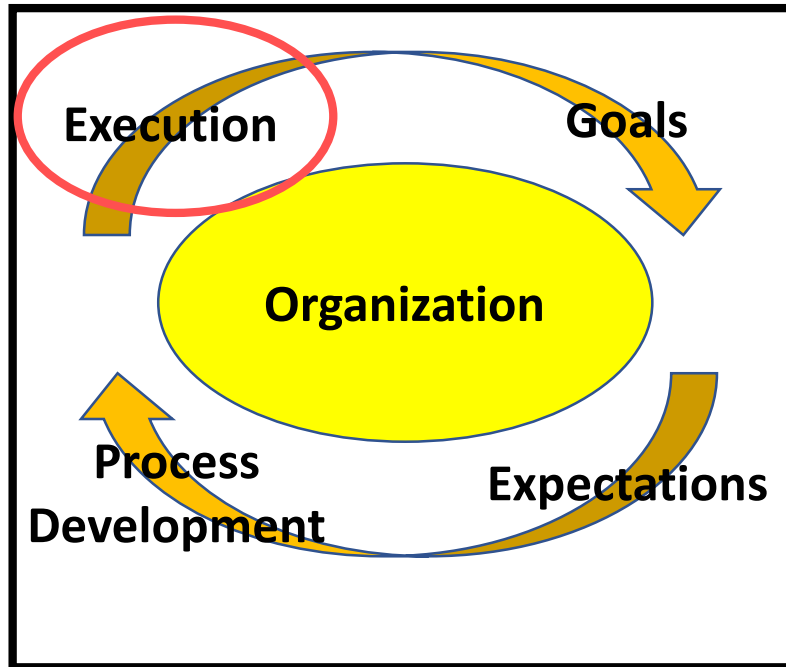 Execution
Goals
Organization
Process
Development
Expectations